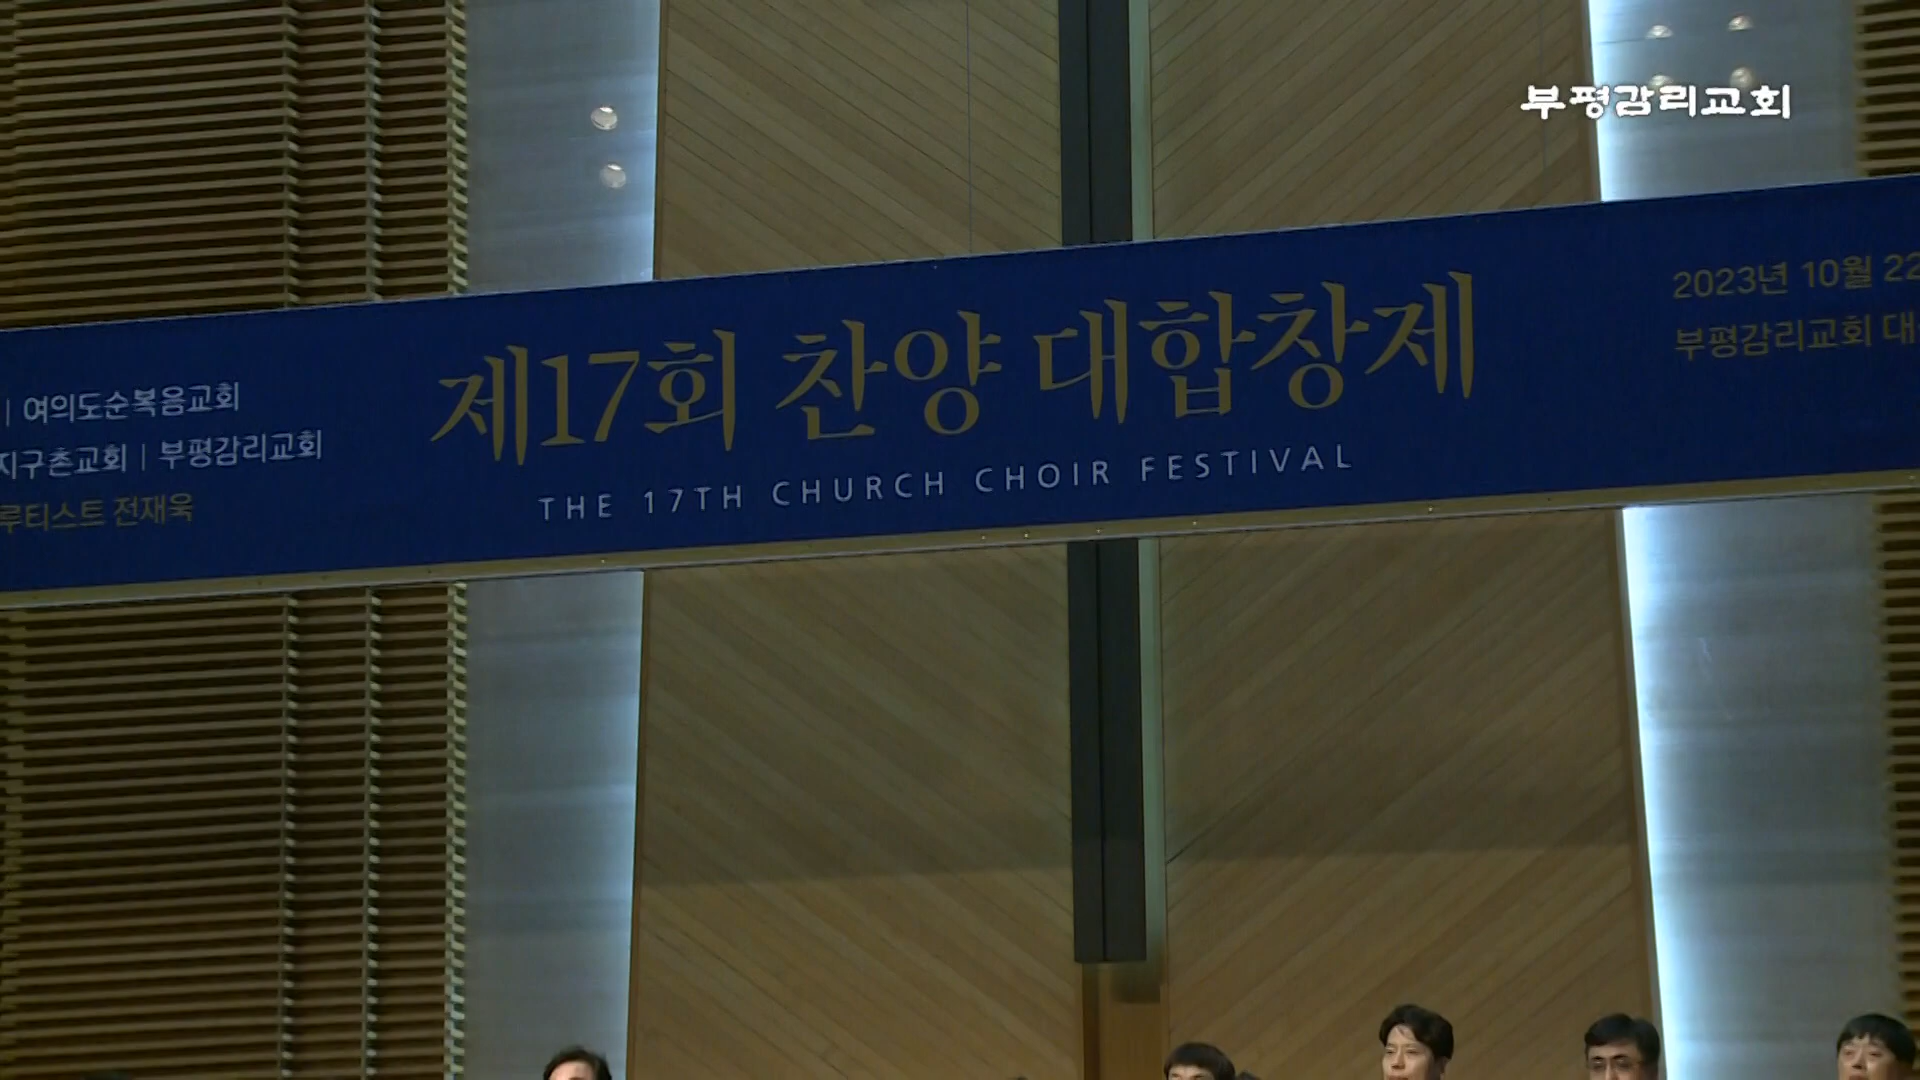 부평감리교회
| 여의도순복음교회
지구촌교회 | 부평감리교회
루티스트 전재욱
제17회 찬양 대합창제
THE 17TH CHURCH CHOIR FESTIVAL
2023년 10월 22
부평감리교회 대